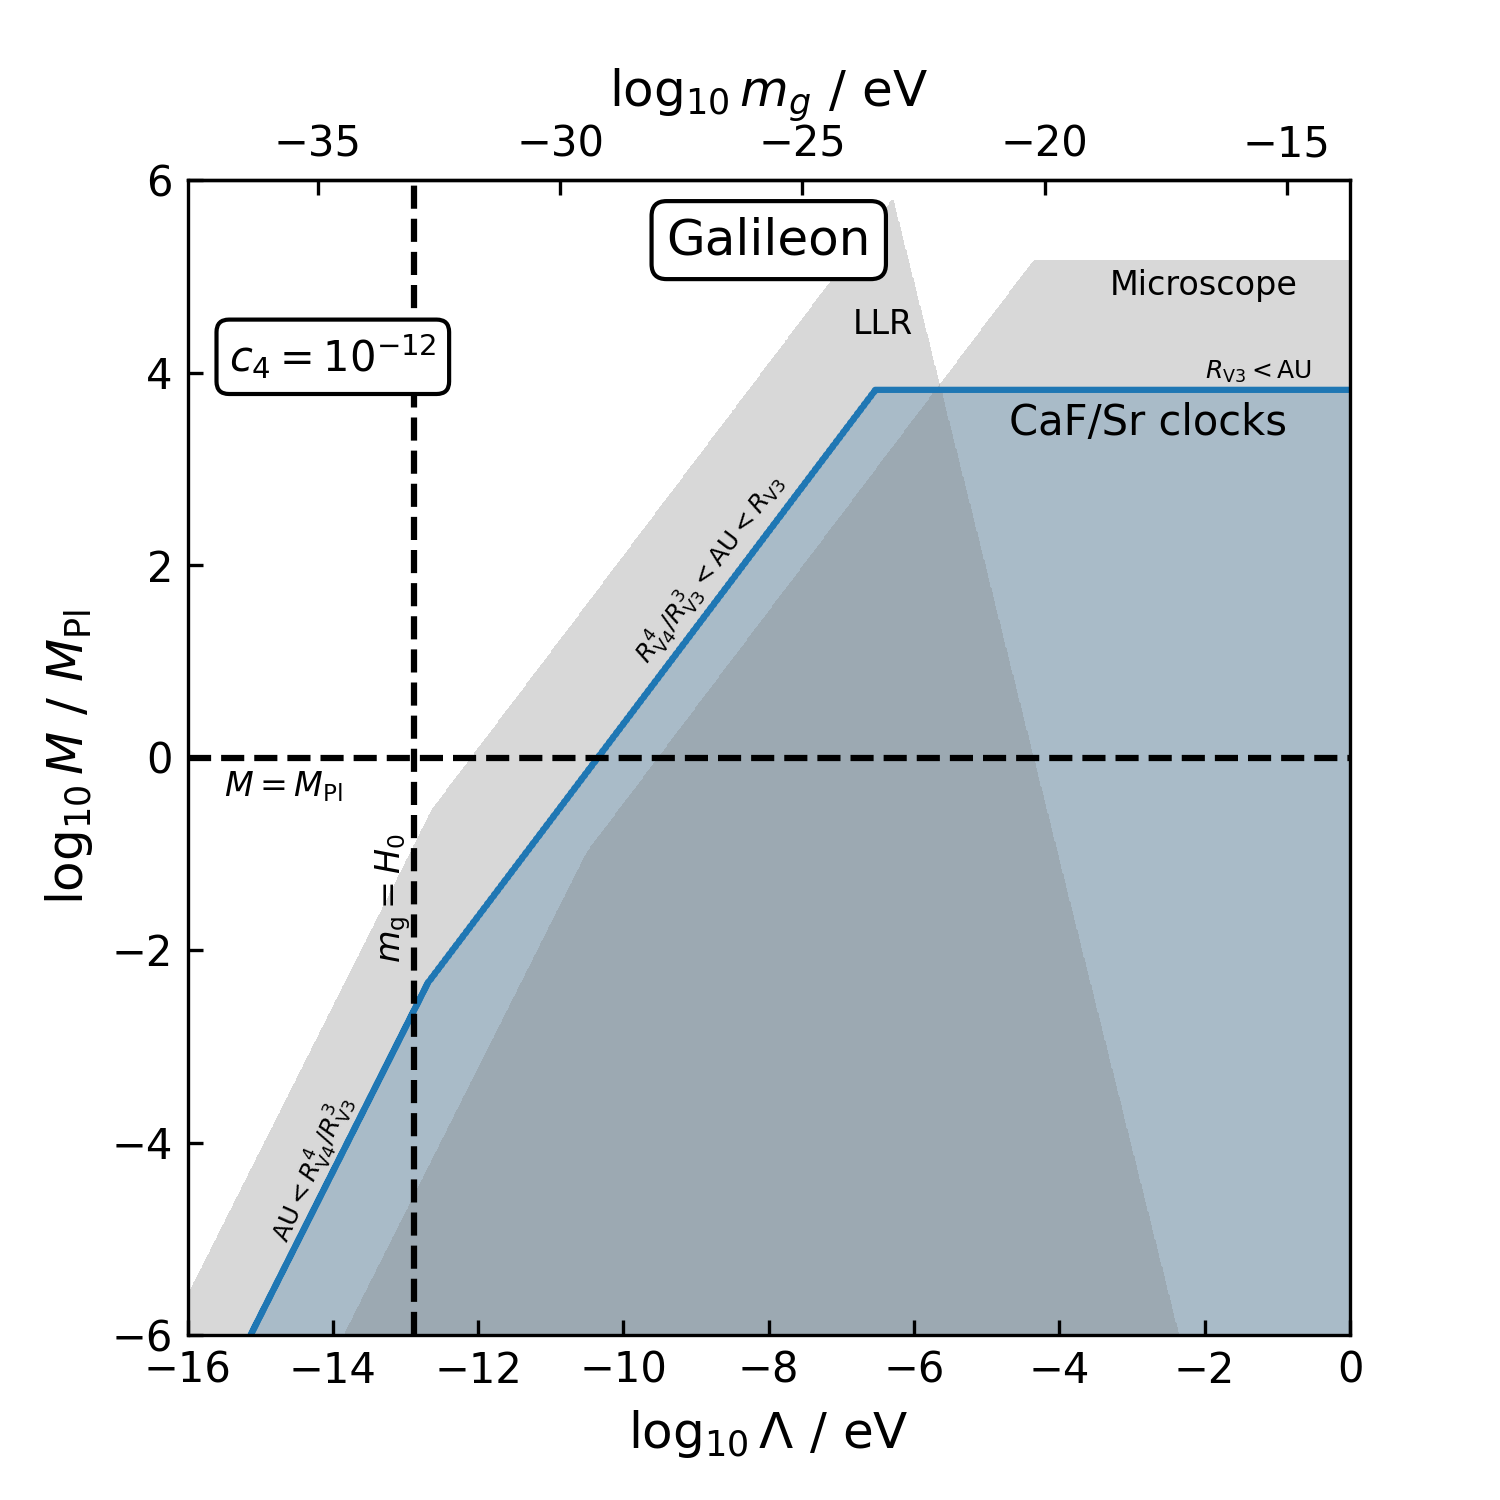 log₁₀ m_g / eV
−35 −30 −25 −20 −15
6
Galileon
Microscope
LLR
c₄ = 10⁻¹²
4
R_V3 < AU
CaF/Sr clocks
R⁴_V4/R³_V3 < AU < R_V3
2
log₁₀ M / M_Pl
0
M = M_Pl
m_g = H₀
−2
−4
AU < R⁴_V4/R³_V3
−6
−16 −14 −12 −10 −8 −6 −4 −2 0
log₁₀ Λ / eV